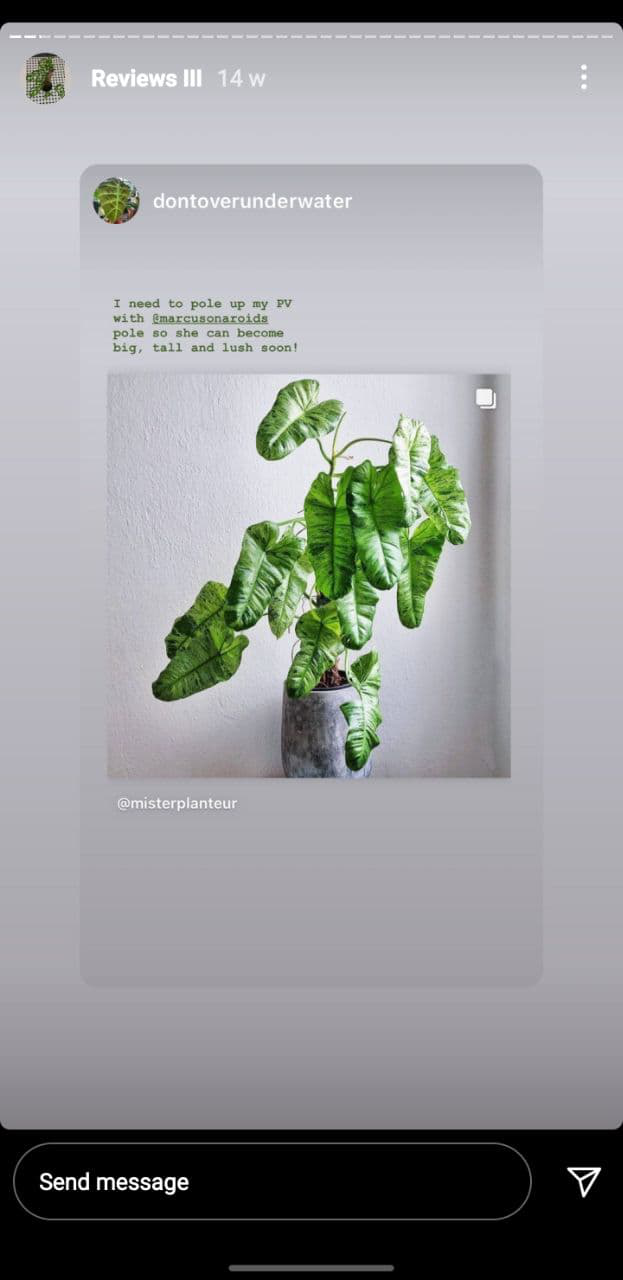 Reviews III 14 w
dontoverunderwater
I need to pole up my PV
with @marcusonaroids
pole so she can become
big, tall and lush soon!
@misterplanteur
Send message